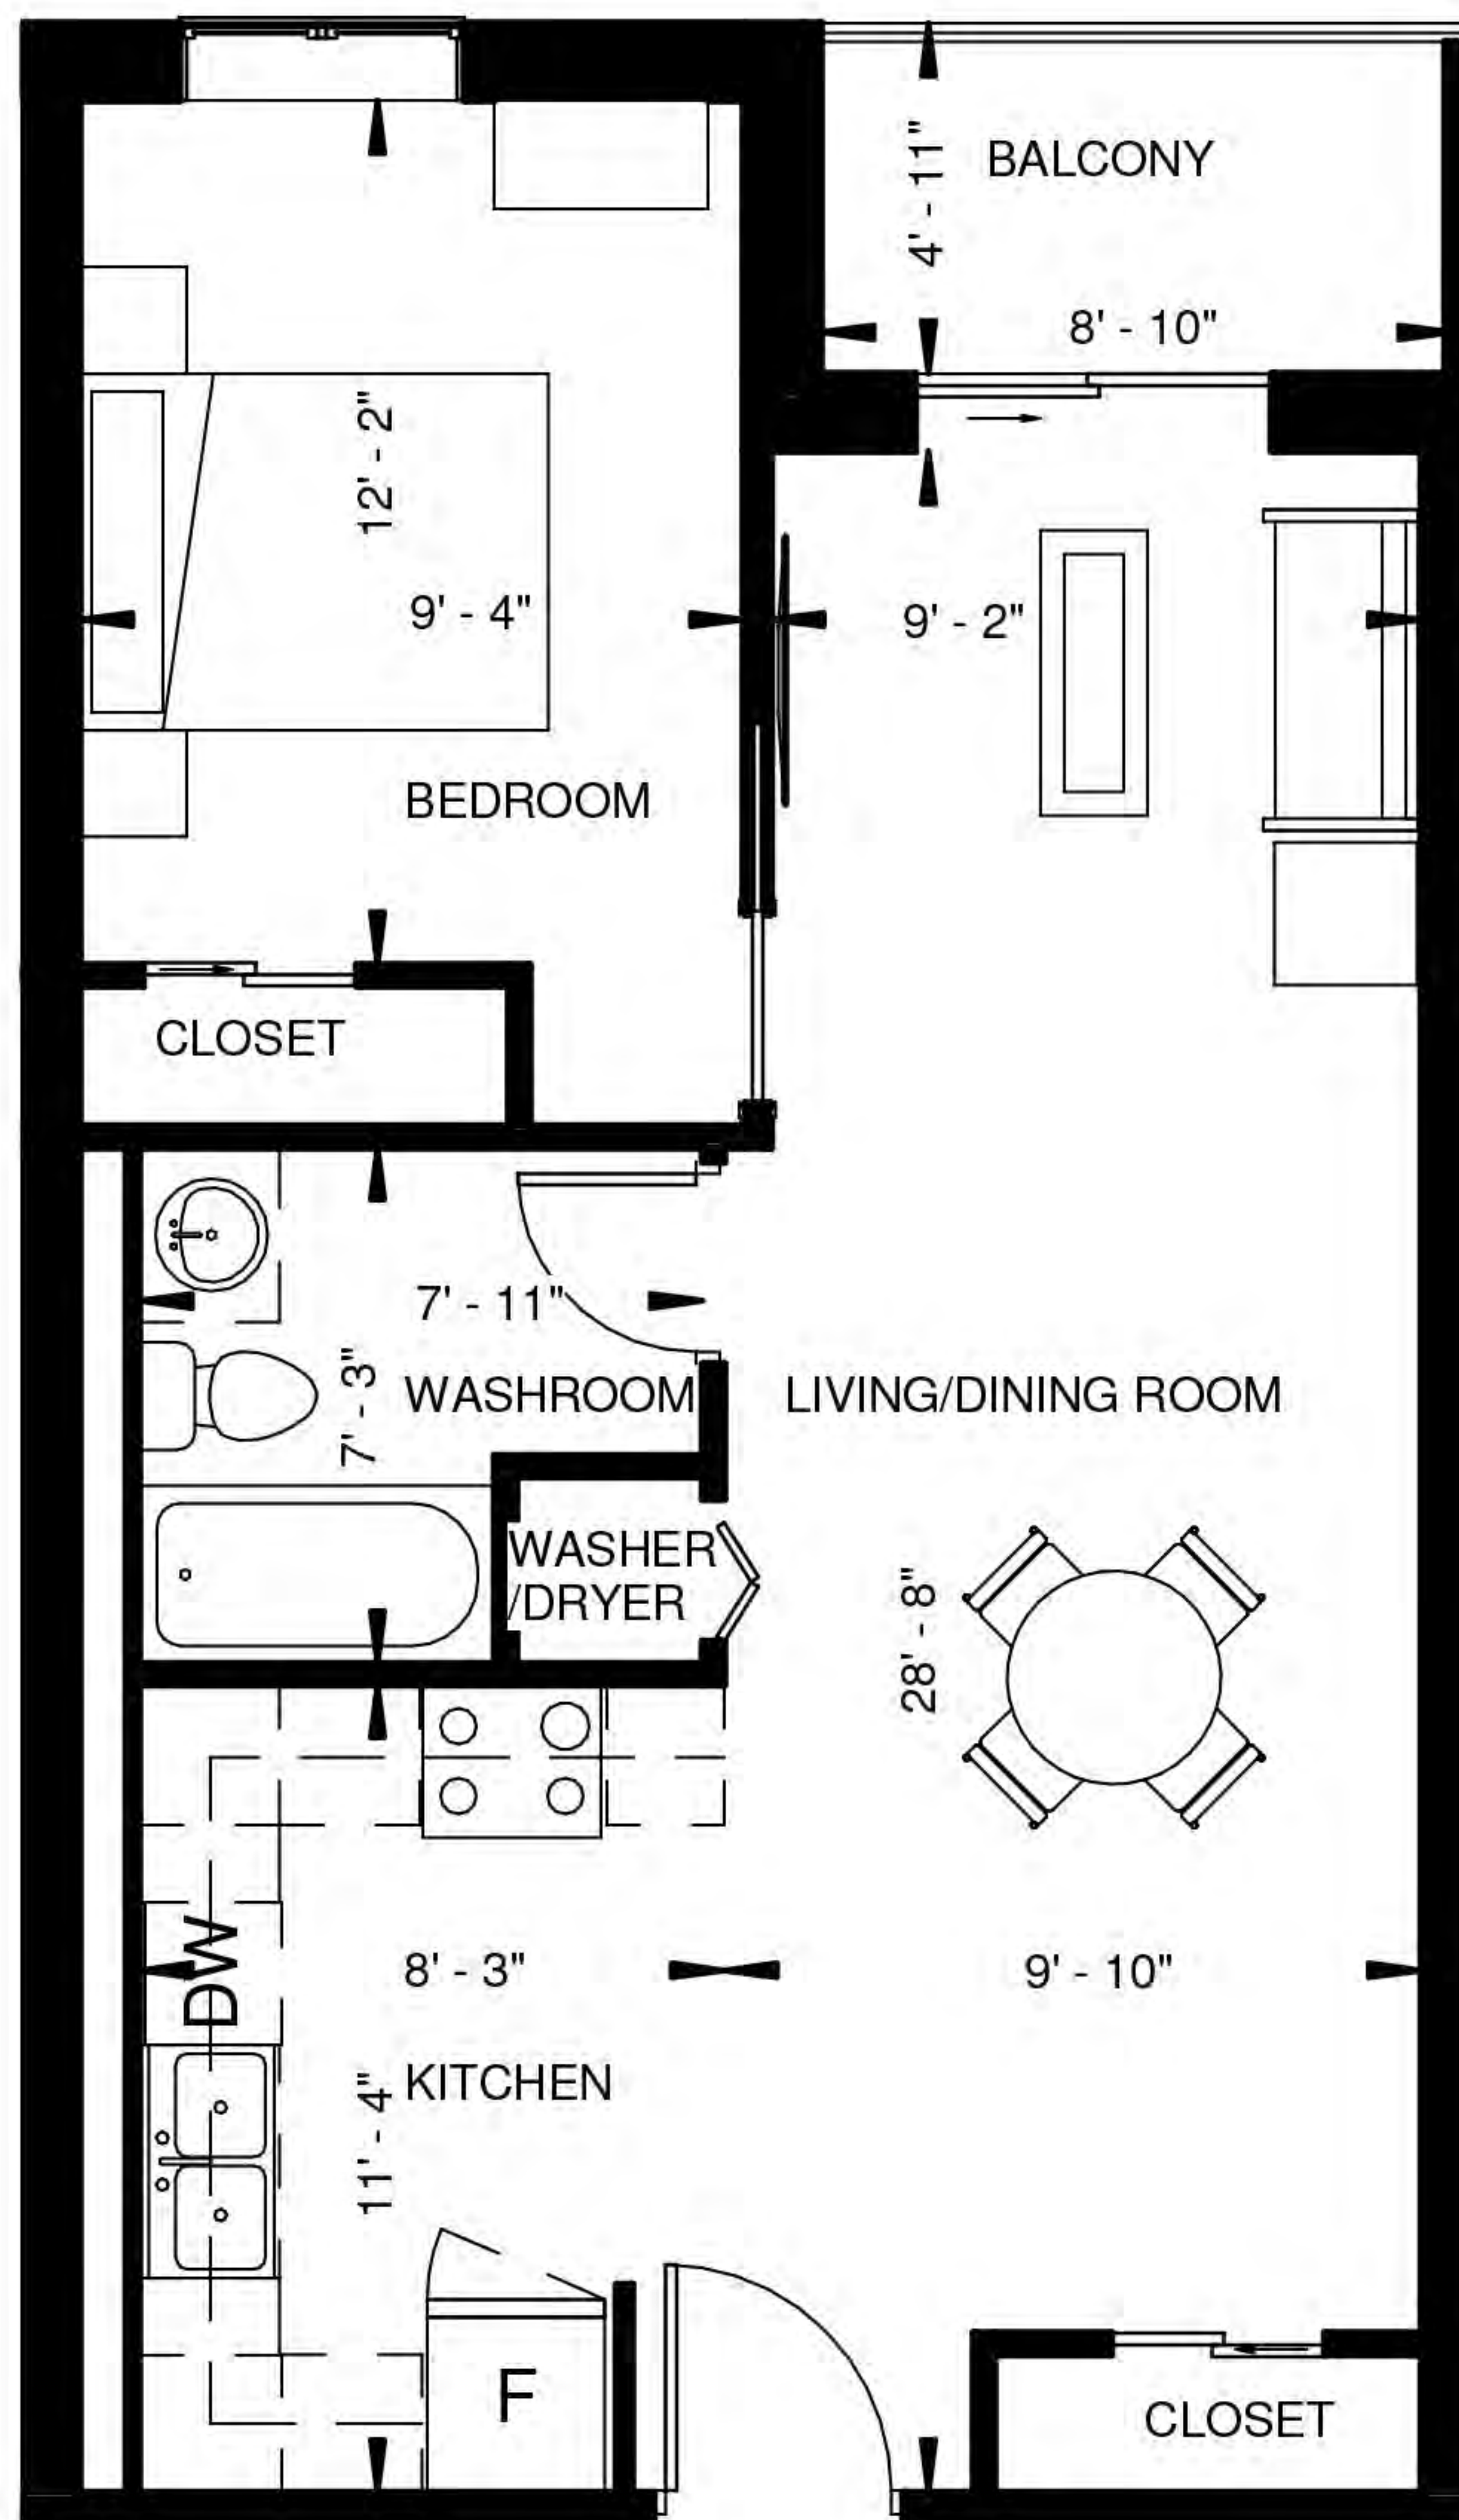 BALCONY
4' - 11"
8' - 10"
12' - 2"
9' - 4"
9' - 2"
BEDROOM
CLOSET
7' - 11"
7' - 3"
WASHROOM
LIVING/DINING ROOM
WASHER
/DRYER
28' - 8"
DW
8' - 3"
9' - 10"
11' - 4"
KITCHEN
F
CLOSET